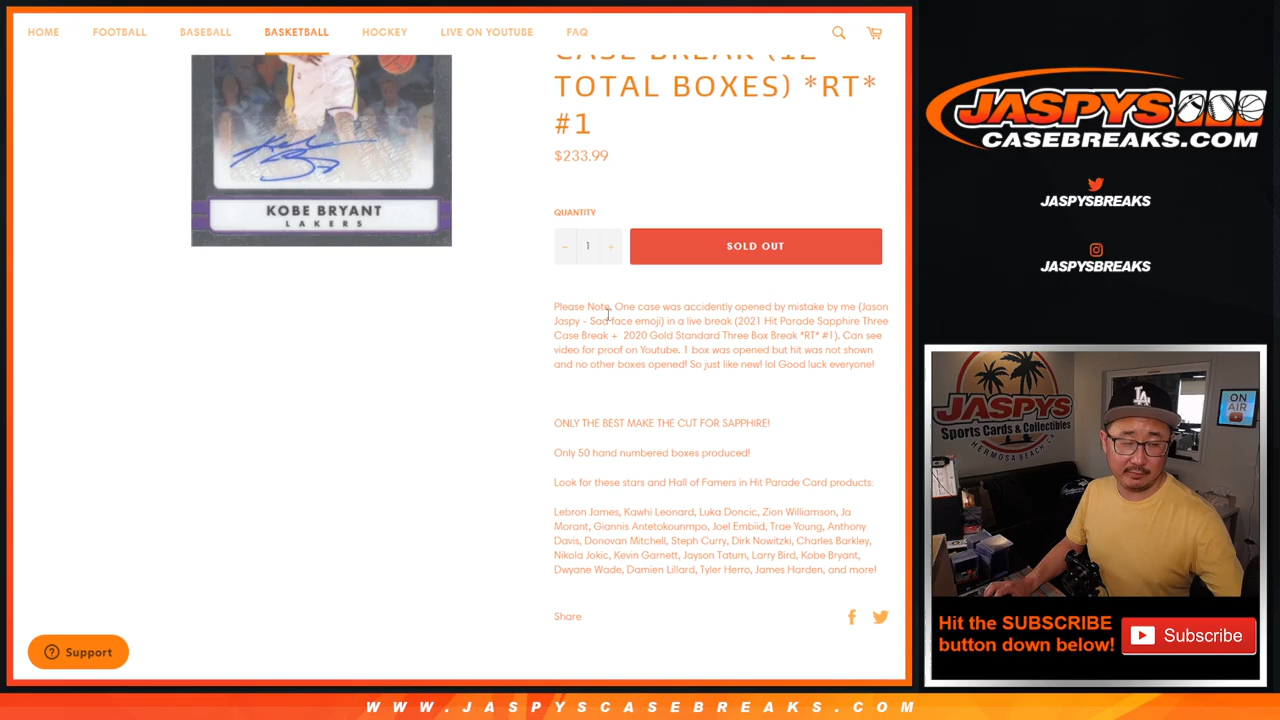 HOME FOOTBALL BASEBALL BASKETBALL HOCKEY LIVE ON YOUTUBE FAQ
CASE BREAK (12
TOTAL BOXES) *RT*
#1
$233.99
QUANTITY
− 1 +
SOLD OUT
KOBE BRYANT
LAKERS
Please Note, One case was accidently opened by mistake by me (Jason
Jaspy - Sad face emoji) in a live break (2021 Hit Parade Sapphire Three
Case Break + 2020 Gold Standard Three Box Break *RT* #1). Can see
video for proof on Youtube. 1 box was opened but hit was not shown
and no other boxes opened! So just like new! lol Good luck everyone!
ONLY THE BEST MAKE THE CUT FOR SAPPHIRE!
Only 50 hand numbered boxes produced!
Look for these stars and Hall of Famers in Hit Parade Card products:
Lebron James, Kawhi Leonard, Luka Doncic, Zion Williamson, Ja
Morant, Giannis Antetokounmpo, Joel Embiid, Trae Young, Anthony
Davis, Donovan Mitchell, Steph Curry, Dirk Nowitzki, Charles Barkley,
Nikola Jokic, Kevin Garnett, Jayson Tatum, Larry Bird, Kobe Bryant,
Dwyane Wade, Damien Lillard, Tyler Herro, James Harden, and more!
Share
Support
JASPYS
CASEBREAKS.COM
JASPYSBREAKS
JASPYSBREAKS
JASPYS
Sports Cards & Collectibles
HERMOSA BEACH, CA
LA
ON
AIR
Hit the SUBSCRIBE
button down below!
Subscribe
WWW.JASPYSCASEBREAKS.COM